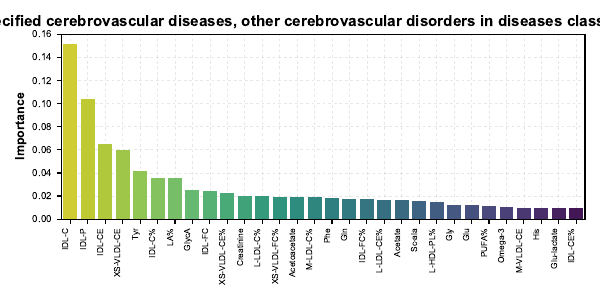 cified cerebrovascular diseases, other cerebrovascular disorders in diseases class
0.16
0.14
0.12
0.10
0.08
0.06
0.04
0.02
0.00
Importance
IDL-C
IDL-P
IDL-CE
XS-VLDL-CE
Tyr
IDL-C%
LA%
GlycA
IDL-FC
XS-VLDL-CE%
Creatinine
L-LDL-C%
XS-VLDL-FC%
Acetoacetate
M-LDL-C%
Phe
Gln
IDL-FC%
L-LDL-CE%
Acetate
L-HDL-PL%
Gly
Glu
PUFA%
Omega-3
M-VLDL-CE
His
Glu-lactate
IDL-CE%